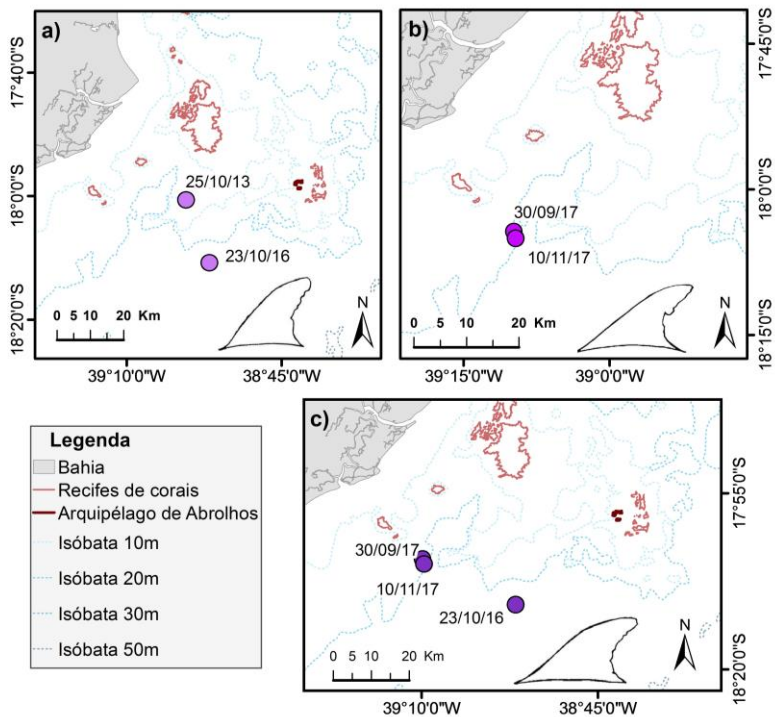 a)
17°40'0"S
18°0'0"S
18°20'0"S
25/10/13
23/10/16
0 5 10 20 Km
N
39°10'0"W 38°45'0"W
b)
17°45'0"S
18°0'0"S
18°15'0"S
30/09/17
10/11/17
0 5 10 20 Km
N
39°15'0"W 39°0'0"W
Legenda
Bahia
Recifes de corais
Arquipélago de Abrolhos
Isóbata 10m
Isóbata 20m
Isóbata 30m
Isóbata 50m
c)
17°55'0"S
18°20'0"S
30/09/17
10/11/17
23/10/16
0 5 10 20 Km
N
39°10'0"W 38°45'0"W